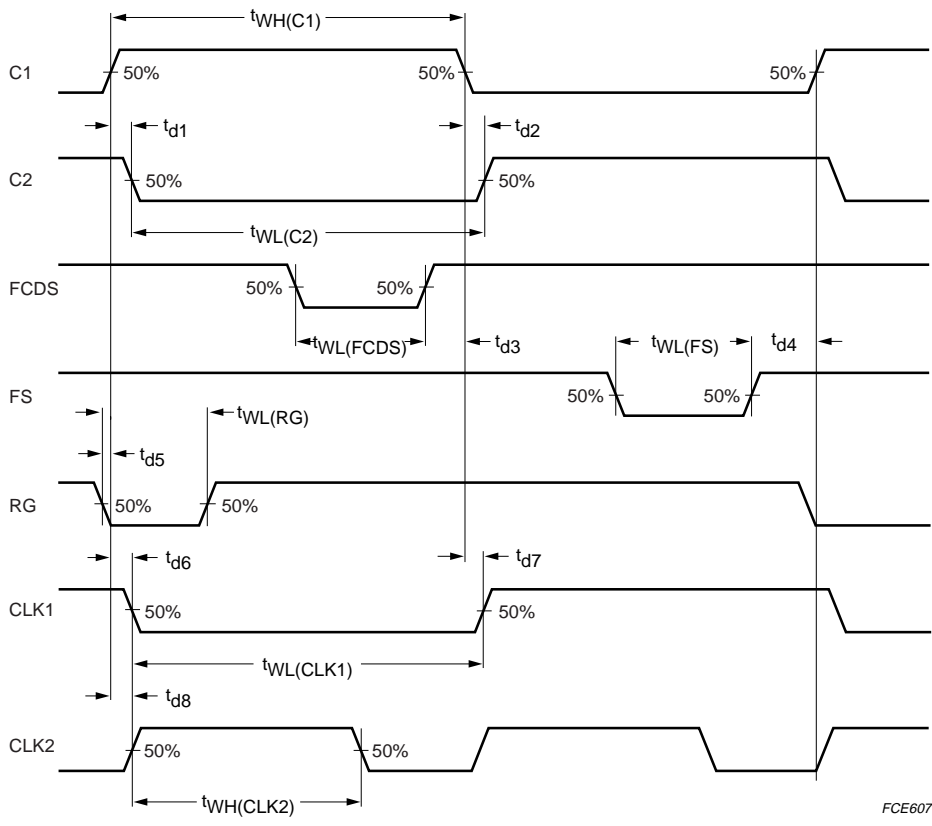 tWH(C1)
C1
50%
50%
50%
td1
td2
C2
50%
50%
tWL(C2)
FCDS
50%
50%
tWL(FCDS)
td3
tWL(FS)
td4
FS
50%
50%
tWL(RG)
td5
RG
50%
50%
td6
td7
CLK1
50%
50%
tWL(CLK1)
td8
CLK2
50%
50%
tWH(CLK2)
FCE607